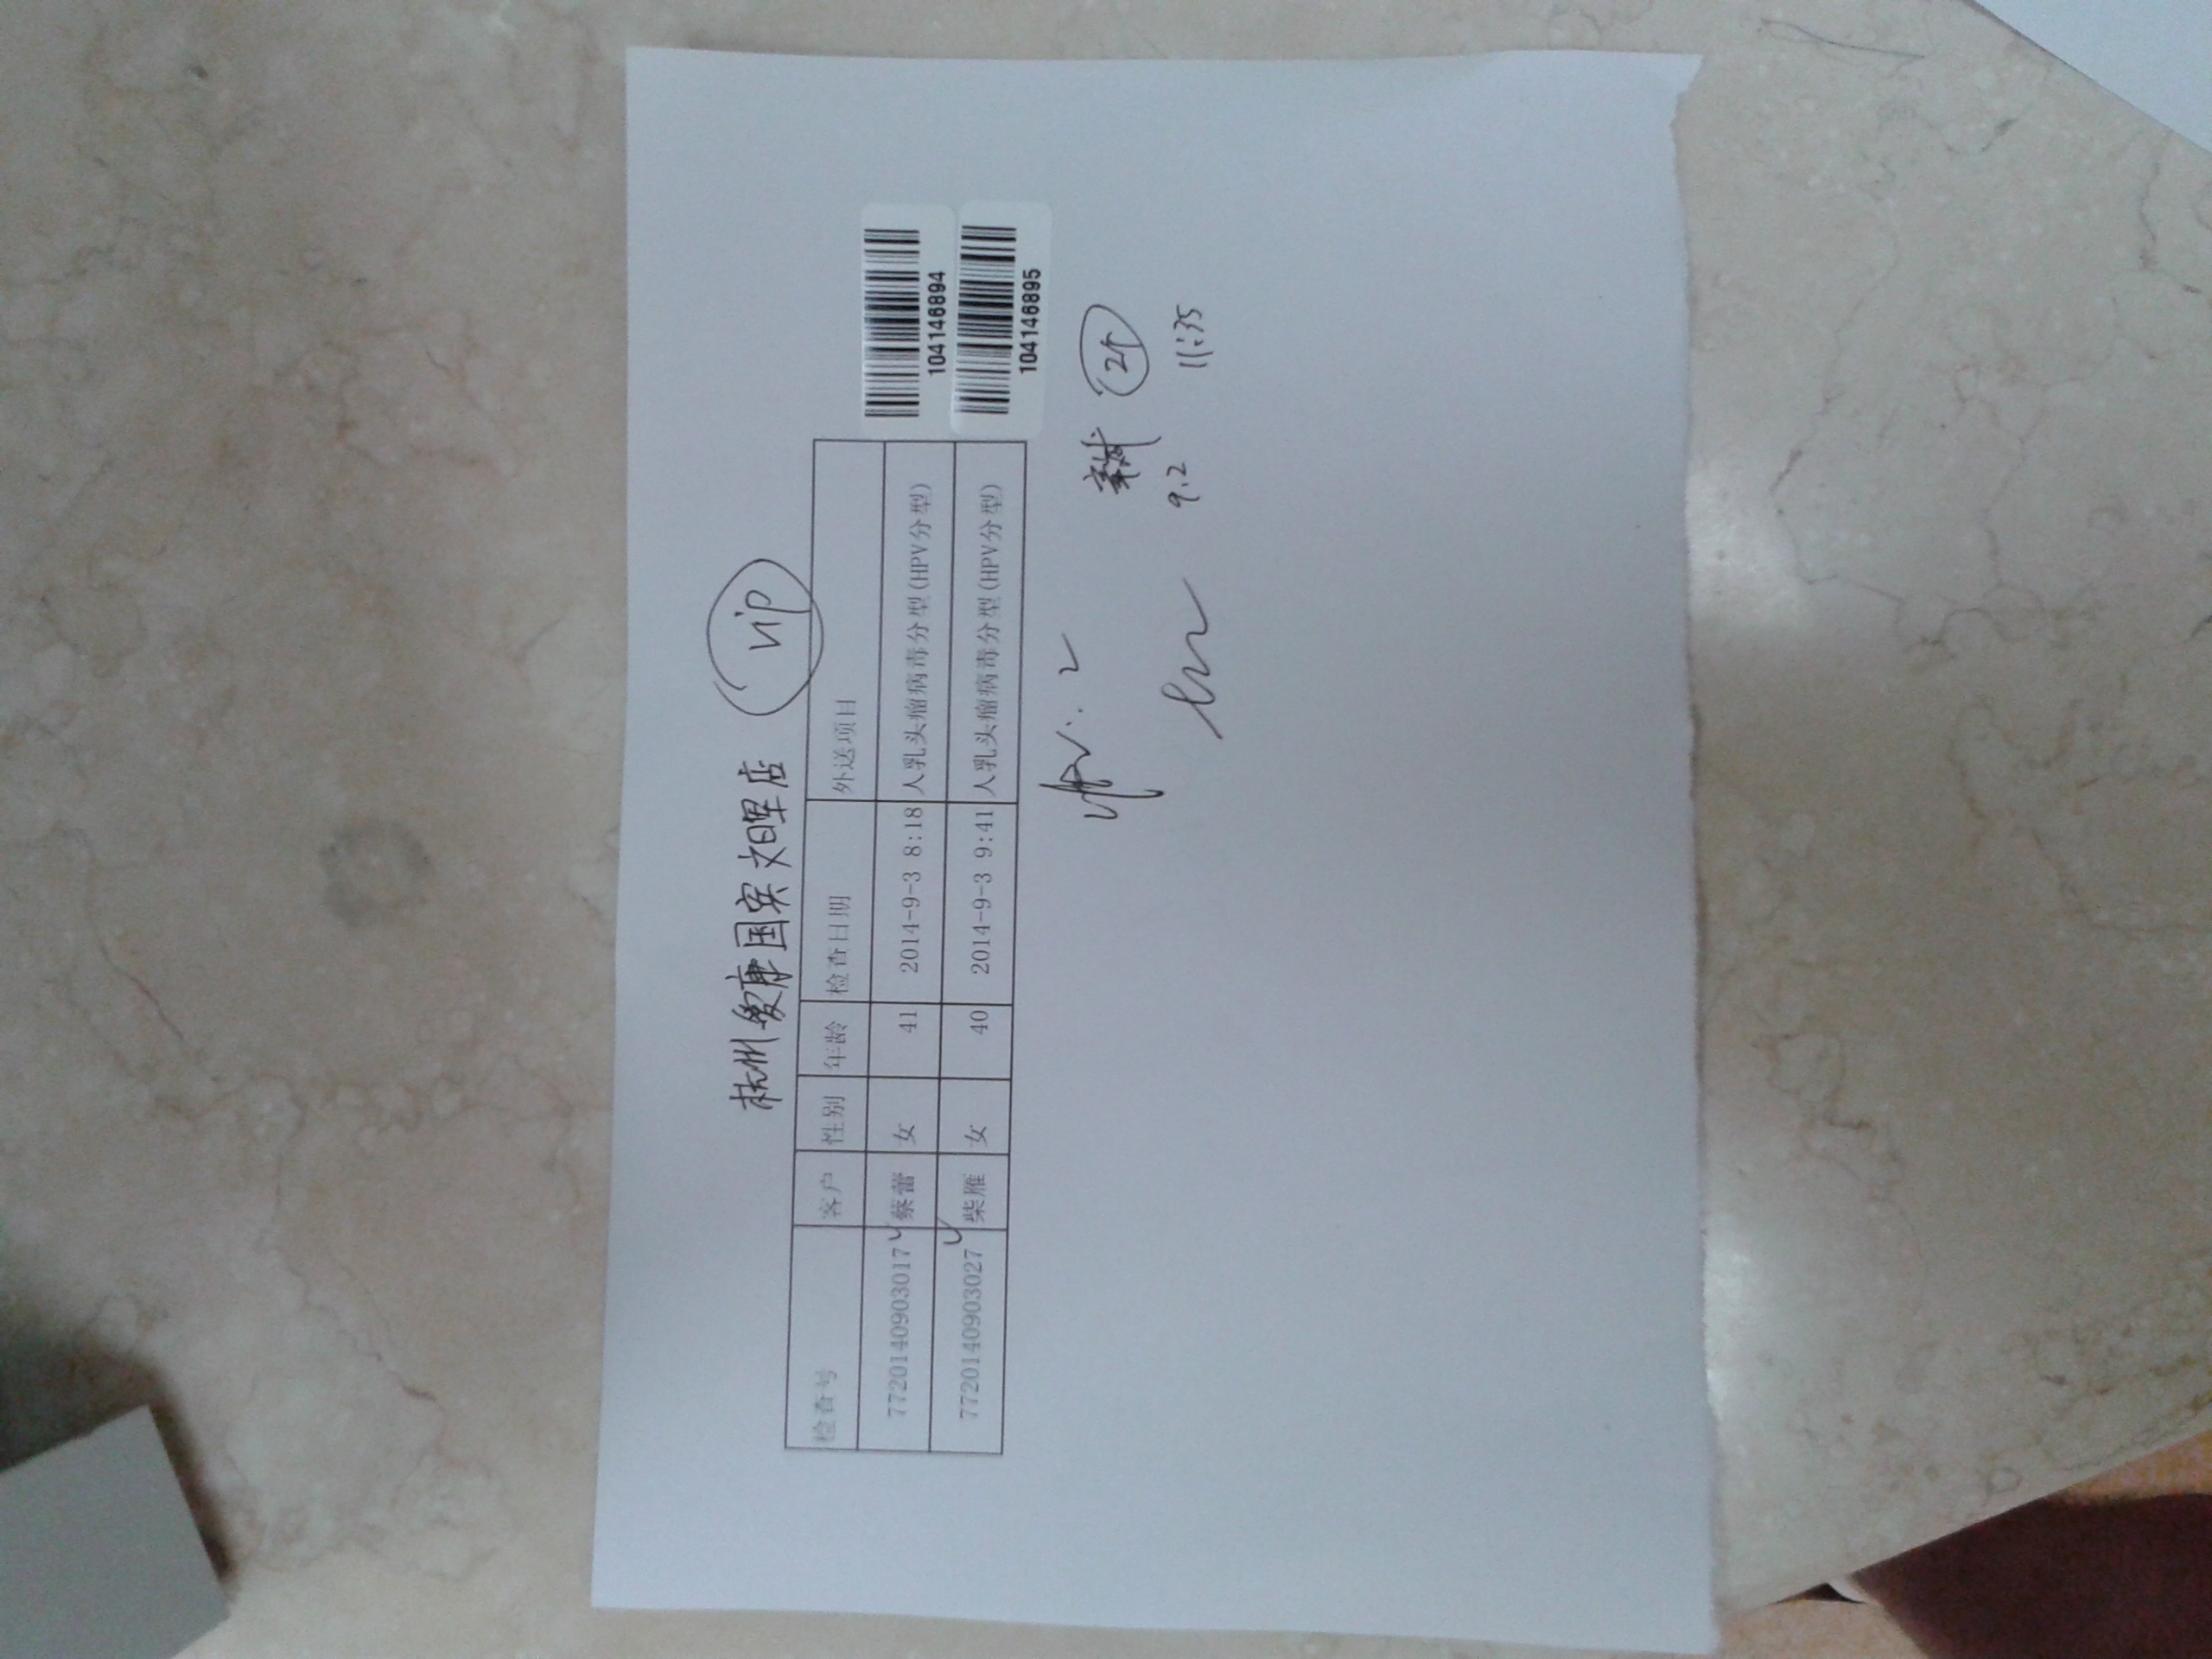 杭州爱康国宾文晖店 VIP
检查号 客户 性别 年龄 检查日期 外送项目
7720140903017 蔡蕾 女 41 2014-9-3 8:18 人乳头瘤病毒分型(HPV分型) 104146894
7720140903027 柴雁 女 40 2014-9-3 9:41 人乳头瘤病毒分型(HPV分型) 104146895
HPV: 2
2个
9.2 11:35